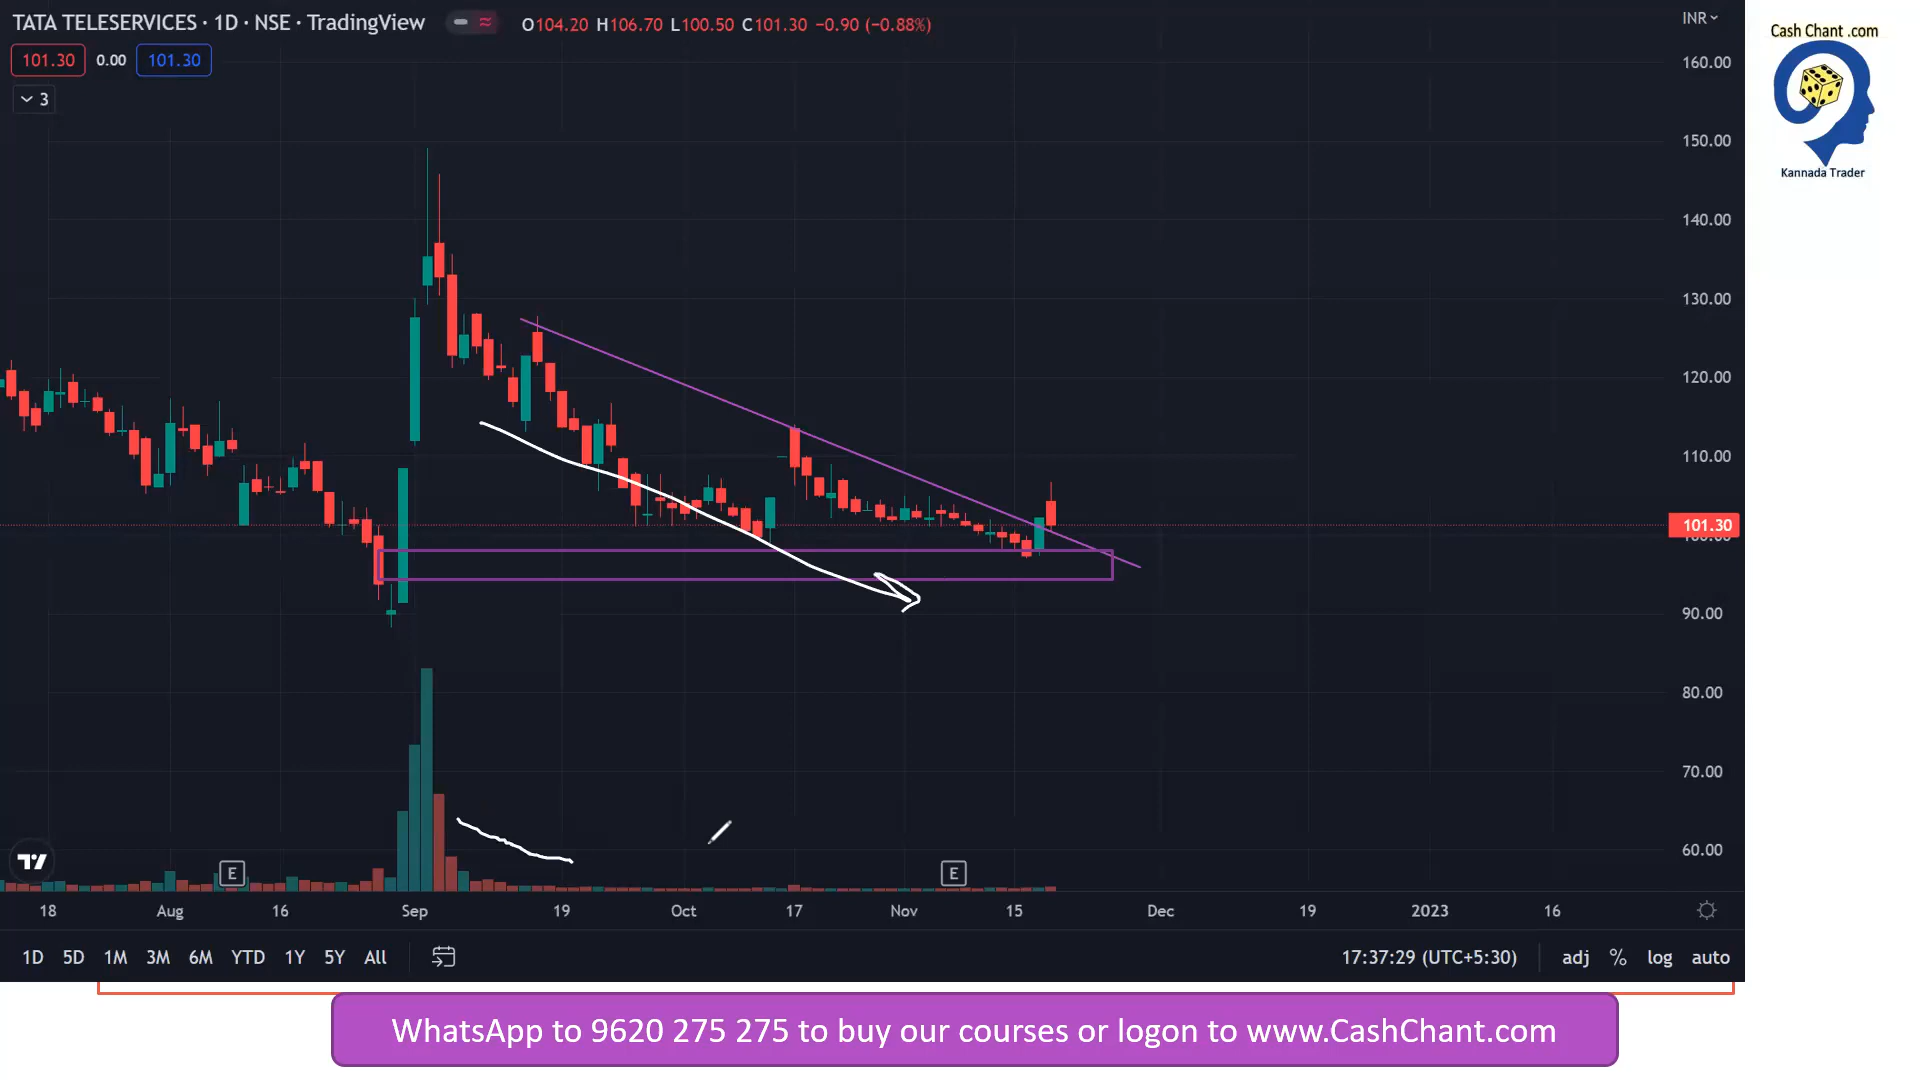 TATA TELESERVICES · 1D · NSE · TradingView
O104.20 H106.70 L100.50 C101.30 −0.90 (−0.88%)
INR
Cash Chant .com
101.30 0.00 101.30
3
160.00
150.00
Kannada Trader
140.00
130.00
120.00
110.00
101.30
100.00
90.00
80.00
70.00
60.00
E E
18 Aug 16 Sep 19 Oct 17 Nov 15 Dec 19 2023 16
1D 5D 1M 3M 6M YTD 1Y 5Y All 17:37:29 (UTC+5:30) adj % log auto
WhatsApp to 9620 275 275 to buy our courses or logon to www.CashChant.com